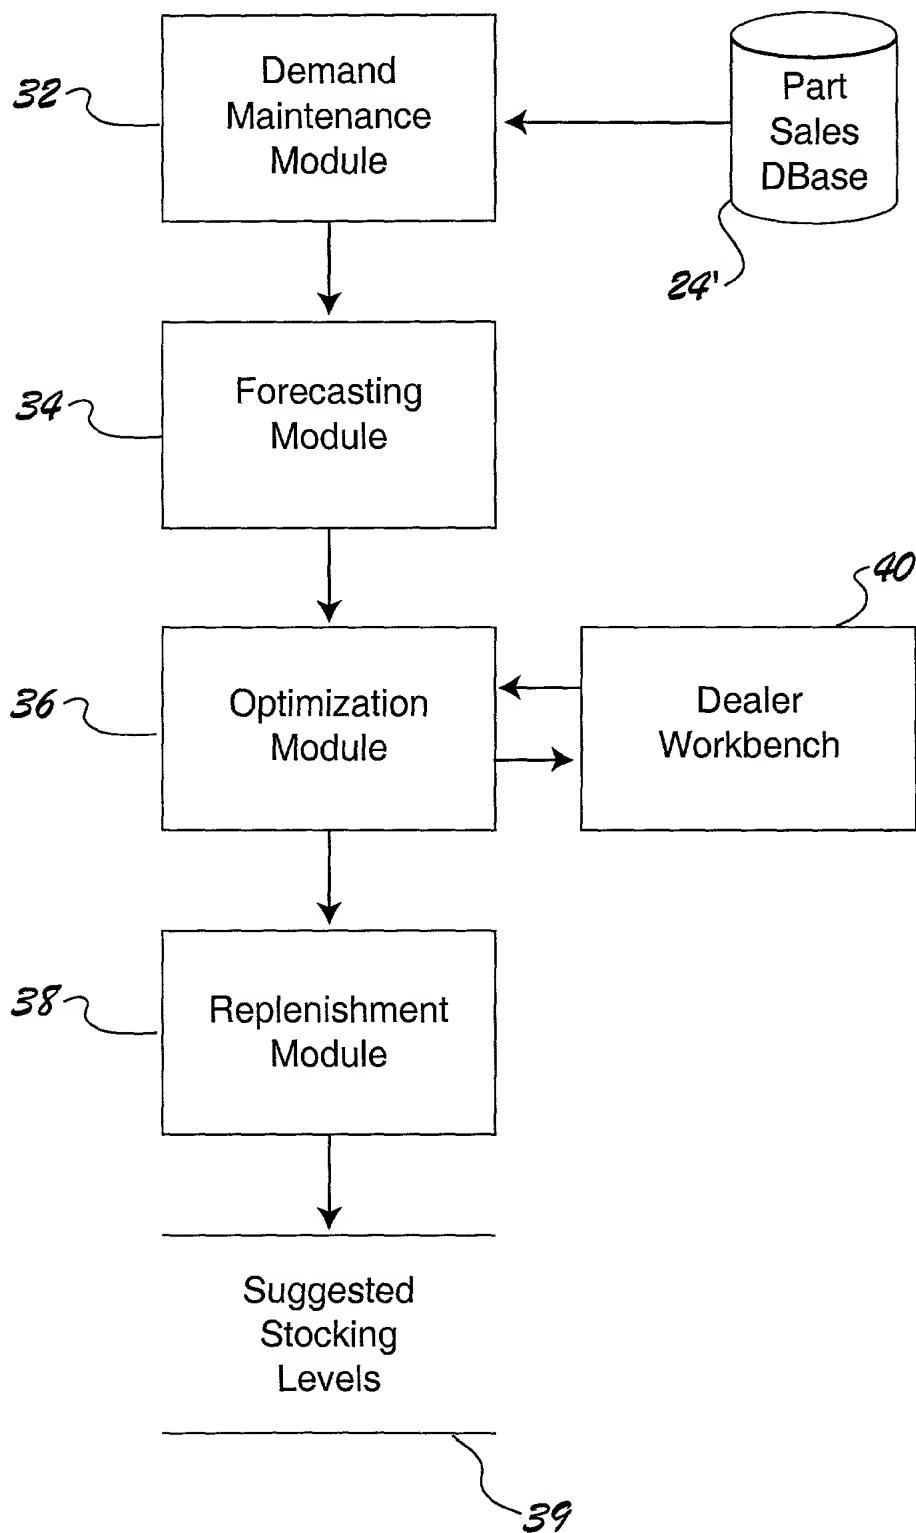 32
Demand
Maintenance
Module
Part
Sales
DBase
24'
34
Forecasting
Module
40
36
Optimization
Module
Dealer
Workbench
38
Replenishment
Module
Suggested
Stocking
Levels
39